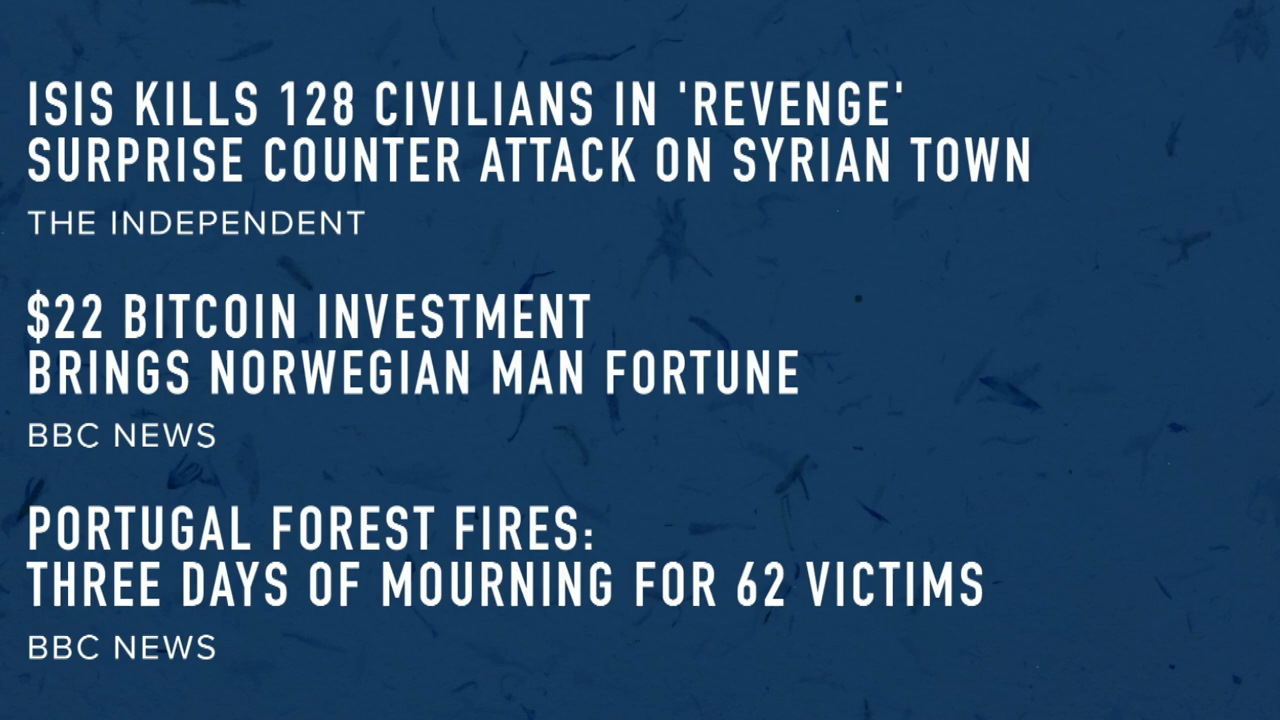 ISIS KILLS 128 CIVILIANS IN 'REVENGE'
SURPRISE COUNTER ATTACK ON SYRIAN TOWN
THE INDEPENDENT
$22 BITCOIN INVESTMENT
BRINGS NORWEGIAN MAN FORTUNE
BBC NEWS
PORTUGAL FOREST FIRES:
THREE DAYS OF MOURNING FOR 62 VICTIMS
BBC NEWS